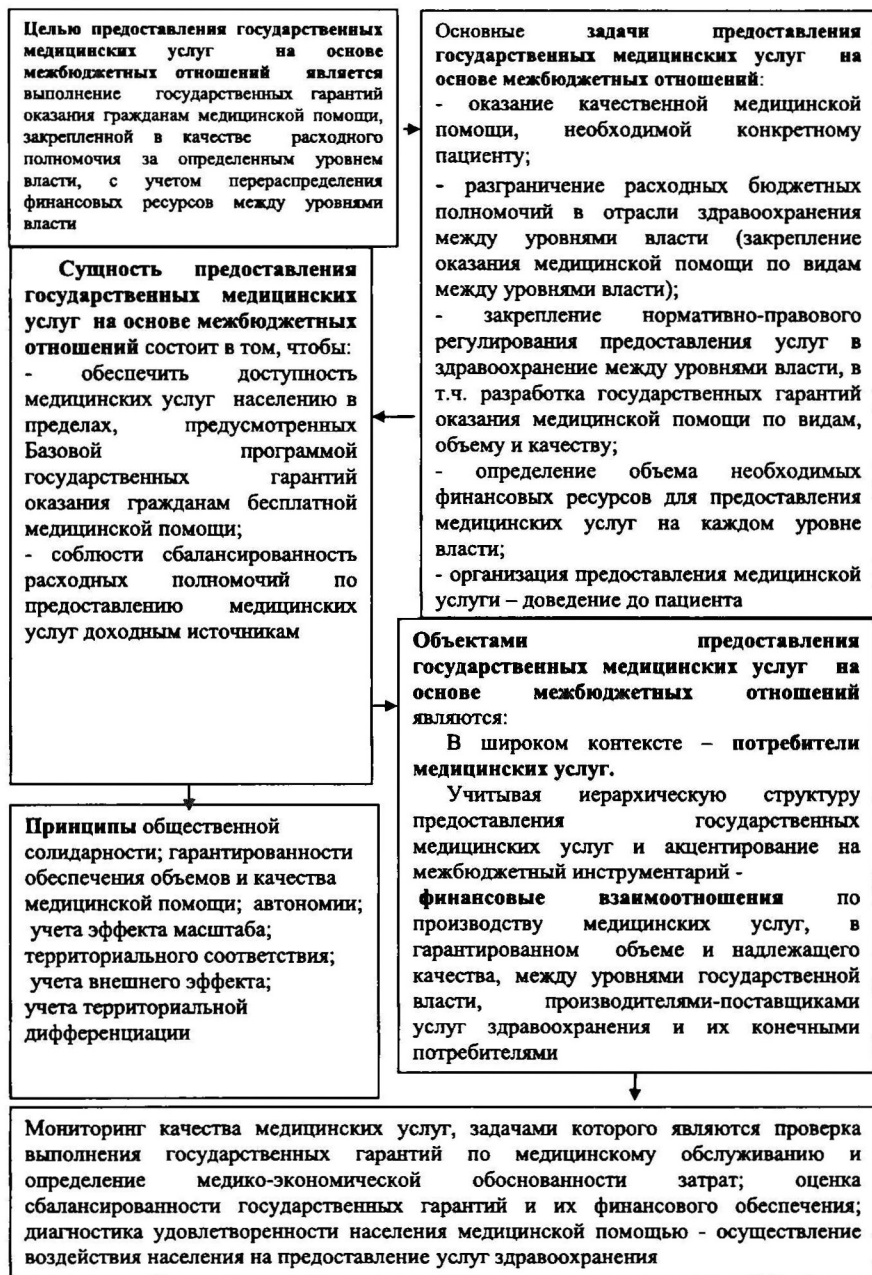 Целью предоставления государственных
медицинских услуг на основе
межбюджетных отношений является
выполнение государственных гарантий
оказания гражданам медицинской помощи,
закрепленной в качестве расходного
полномочия за определенным уровнем
власти, с учетом перераспределения
финансовых ресурсов между уровнями
власти
Основные задачи предоставления
государственных медицинских услуг на
основе межбюджетных отношений:
- оказание качественной медицинской
помощи, необходимой конкретному
пациенту;
- разграничение расходных бюджетных
полномочий в отрасли здравоохранения
между уровнями власти (закрепление
оказания медицинской помощи по видам
между уровнями власти);
- закрепление нормативно-правового
регулирования предоставления услуг в
здравоохранение между уровнями власти, в
т.ч. разработка государственных гарантий
оказания медицинской помощи по видам,
объему и качеству;
- определение объема необходимых
финансовых ресурсов для предоставления
медицинских услуг на каждом уровне
власти;
- организация предоставления медицинской
услуги – доведение до пациента
Сущность предоставления
государственных медицинских
услуг на основе межбюджетных
отношений состоит в том, чтобы:
- обеспечить доступность
медицинских услуг населению в
пределах, предусмотренных
Базовой программой
государственных гарантий
оказания гражданам бесплатной
медицинской помощи;
- соблюсти сбалансированность
расходных полномочий по
предоставлению медицинских
услуг доходным источникам
Объектами предоставления
государственных медицинских услуг на
основе межбюджетных отношений
являются:
В широком контексте – потребители
медицинских услуг.
Учитывая иерархическую структуру
предоставления государственных
медицинских услуг и акцентирование на
межбюджетный инструментарий -
финансовые взаимоотношения по
производству медицинских услуг, в
гарантированном объеме и надлежащего
качества, между уровнями государственной
власти, производителями-поставщиками
услуг здравоохранения и их конечными
потребителями
Принципы общественной
солидарности; гарантированности
обеспечения объемов и качества
медицинской помощи; автономии;
учета эффекта масштаба;
территориального соответствия;
учета внешнего эффекта;
учета территориальной
дифференциации
Мониторинг качества медицинских услуг, задачами которого являются проверка
выполнения государственных гарантий по медицинскому обслуживанию и
определение медико-экономической обоснованности затрат; оценка
сбалансированности государственных гарантий и их финансового обеспечения;
диагностика удовлетворенности населения медицинской помощью - осуществление
воздействия населения на предоставление услуг здравоохранения